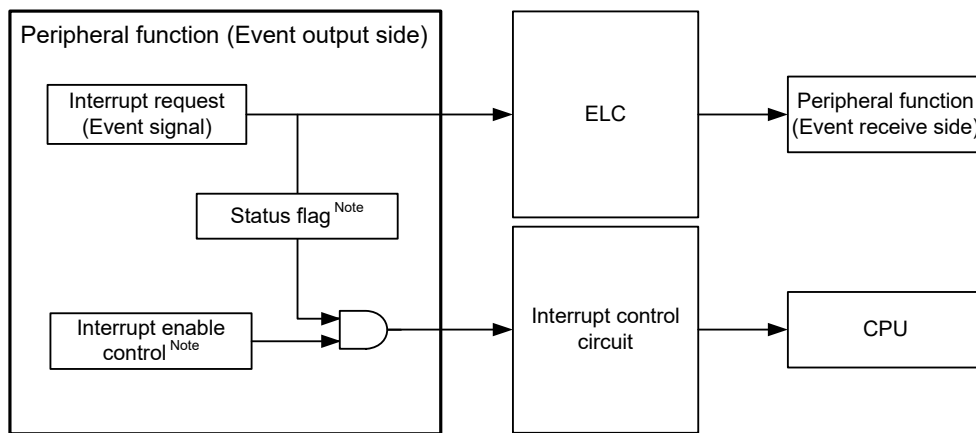 Peripheral function (Event output side)
Interrupt request
(Event signal)
ELC
Peripheral function
(Event receive side)
Status flag Note
Interrupt enable
control Note
Interrupt control
circuit
CPU